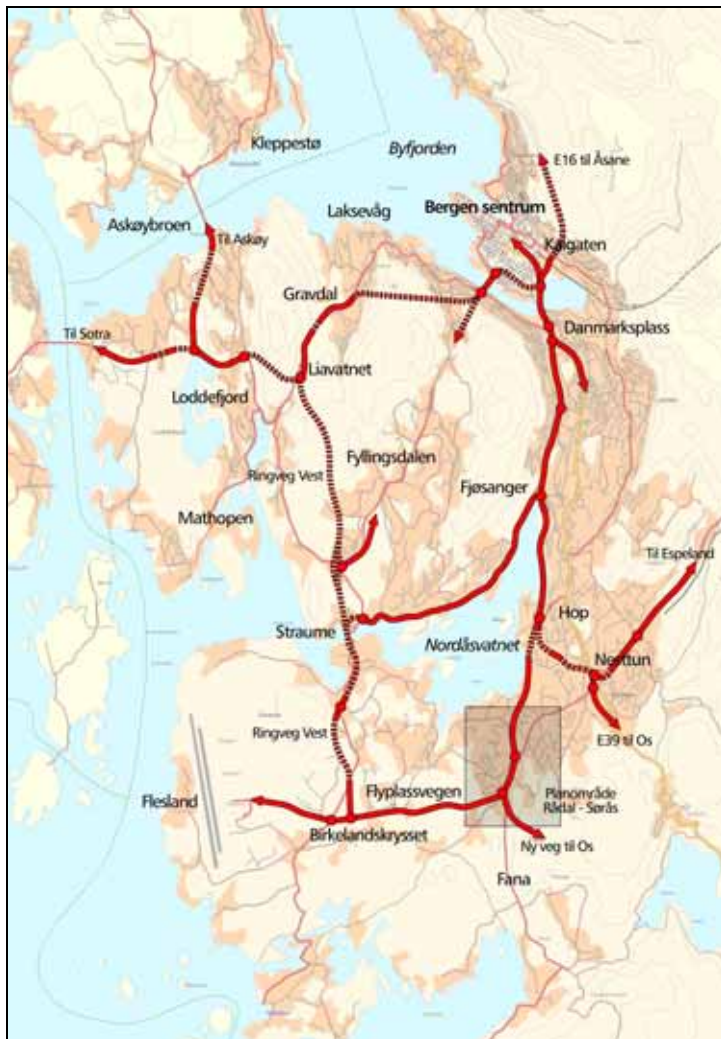 Kleppestø
Byfjorden
E16 til Åsane
Bergen sentrum
Laksevåg
Askøybroen
Til Askøy
Kalgaten
Gravdal
Danmarksplass
Til Sotra
Liavatnet
Loddefjord
Fyllingsdalen
Ringveg Vest
Fjøsanger
Mathopen
Til Espeland
Hop
Straume
Nordåsvatnet
Nesttun
Ringveg Vest
E39 til Os
Flesland
Flyplassvegen
Planområde
Rådal - Sørås
Birkelandskrysset
Ny veg til Os
Fana